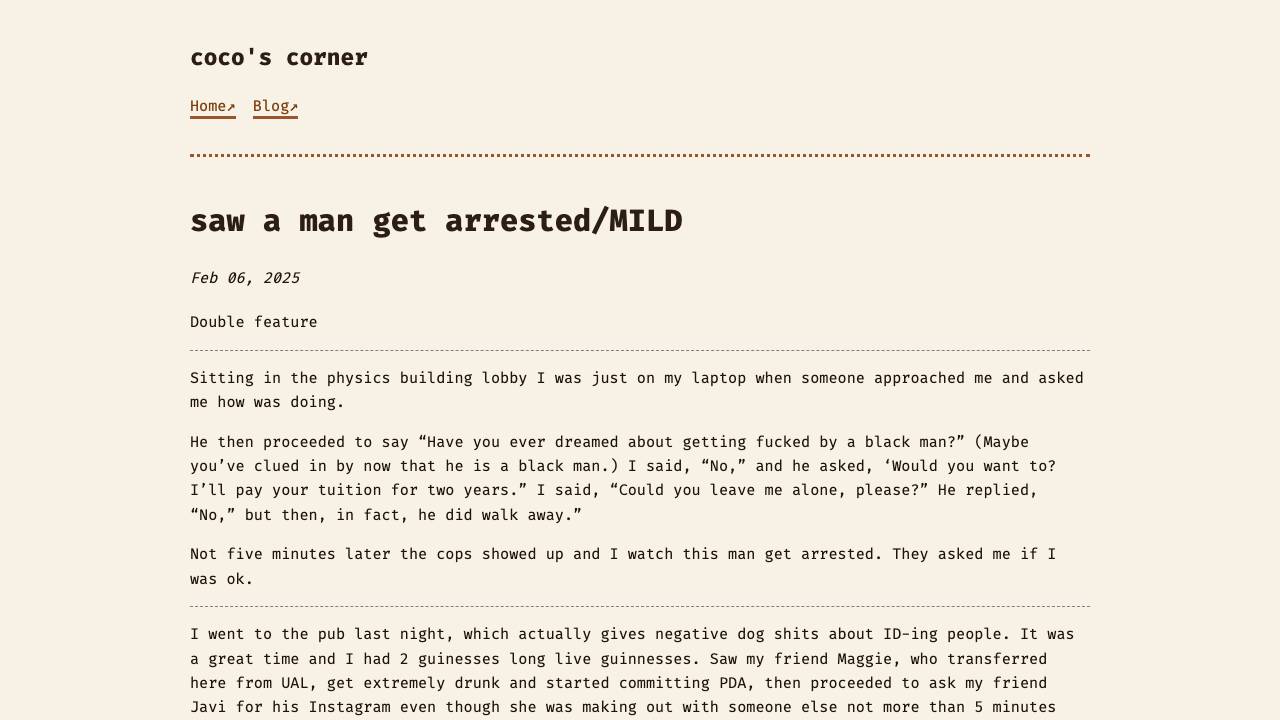 coco's corner
Home↗ Blog↗
saw a man get arrested/MILD
Feb 06, 2025
Double feature
Sitting in the physics building lobby I was just on my laptop when someone approached me and asked
me how was doing.
He then proceeded to say “Have you ever dreamed about getting fucked by a black man?” (Maybe
you’ve clued in by now that he is a black man.) I said, “No,” and he asked, ‘Would you want to?
I’ll pay your tuition for two years.” I said, “Could you leave me alone, please?” He replied,
“No,” but then, in fact, he did walk away.”
Not five minutes later the cops showed up and I watch this man get arrested. They asked me if I
was ok.
I went to the pub last night, which actually gives negative dog shits about ID-ing people. It was
a great time and I had 2 guinesses long live guinnesses. Saw my friend Maggie, who transferred
here from UAL, get extremely drunk and started committing PDA, then proceeded to ask my friend
Javi for his Instagram even though she was making out with someone else not more than 5 minutes